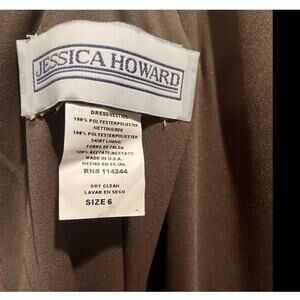 JESSICA HOWARD
DRESS/VESTIDO
100% POLYESTER/POLIESTER
NETTING/RED
100% POLYESTER/POLIESTER
SKIRT LINING/
FORRO DE FALDA
100% ACETATE/ACETATO
MADE IN U.S.A.
HECHO EN EE.UU.
RN# 114244
DRY CLEAN
LAVAR EN SECO
SIZE 6